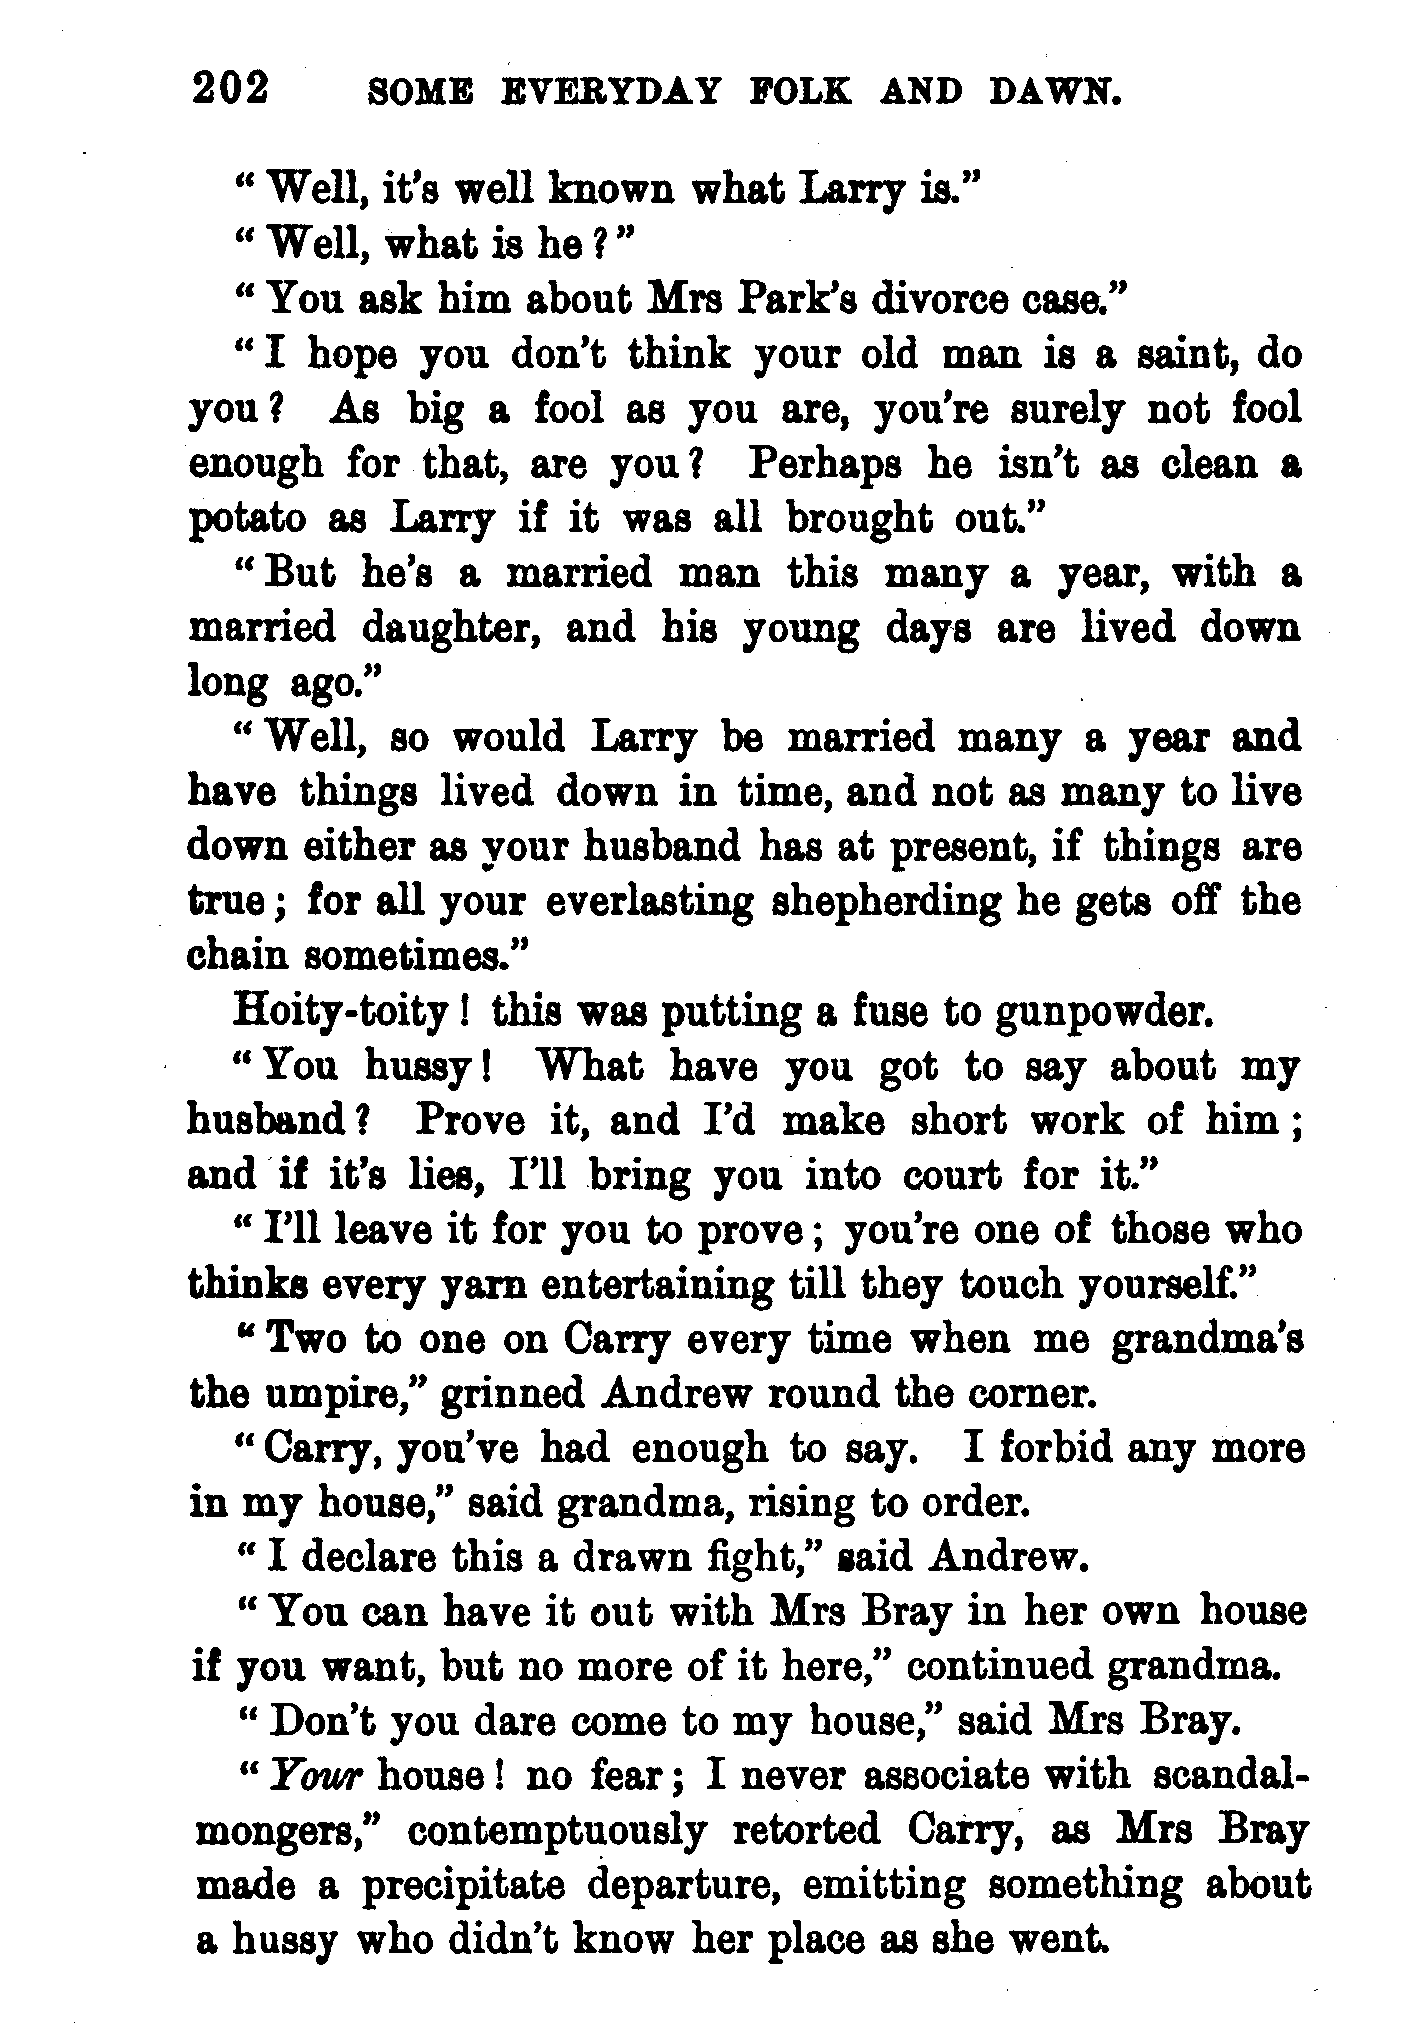 202 SOME EVERYDAY FOLK AND DAWN.
“Well, it’s well known what Larry is.”
“Well, what is he?”
“You ask him about Mrs Park’s divorce case.”
“I hope you don’t think your old man is a saint, do
you? As big a fool as you are, you’re surely not fool
enough for that, are you? Perhaps he isn’t as clean a
potato as Larry if it was all brought out.”
“But he’s a married man this many a year, with a
married daughter, and his young days are lived down
long ago.”
“Well, so would Larry be married many a year and
have things lived down in time, and not as many to live
down either as your husband has at present, if things are
true; for all your everlasting shepherding he gets off the
chain sometimes.”
Hoity-toity! this was putting a fuse to gunpowder.
“You hussy! What have you got to say about my
husband? Prove it, and I’d make short work of him;
and if it’s lies, I’ll bring you into court for it.”
“I’ll leave it for you to prove; you’re one of those who
thinks every yarn entertaining till they touch yourself.”
“Two to one on Carry every time when me grandma’s
the umpire,” grinned Andrew round the corner.
“Carry, you’ve had enough to say. I forbid any more
in my house,” said grandma, rising to order.
“I declare this a drawn fight,” said Andrew.
“You can have it out with Mrs Bray in her own house
if you want, but no more of it here,” continued grandma.
“Don’t you dare come to my house,” said Mrs Bray.
“Your house! no fear; I never associate with scandal-
mongers,” contemptuously retorted Carry, as Mrs Bray
made a precipitate departure, emitting something about
a hussy who didn’t know her place as she went.